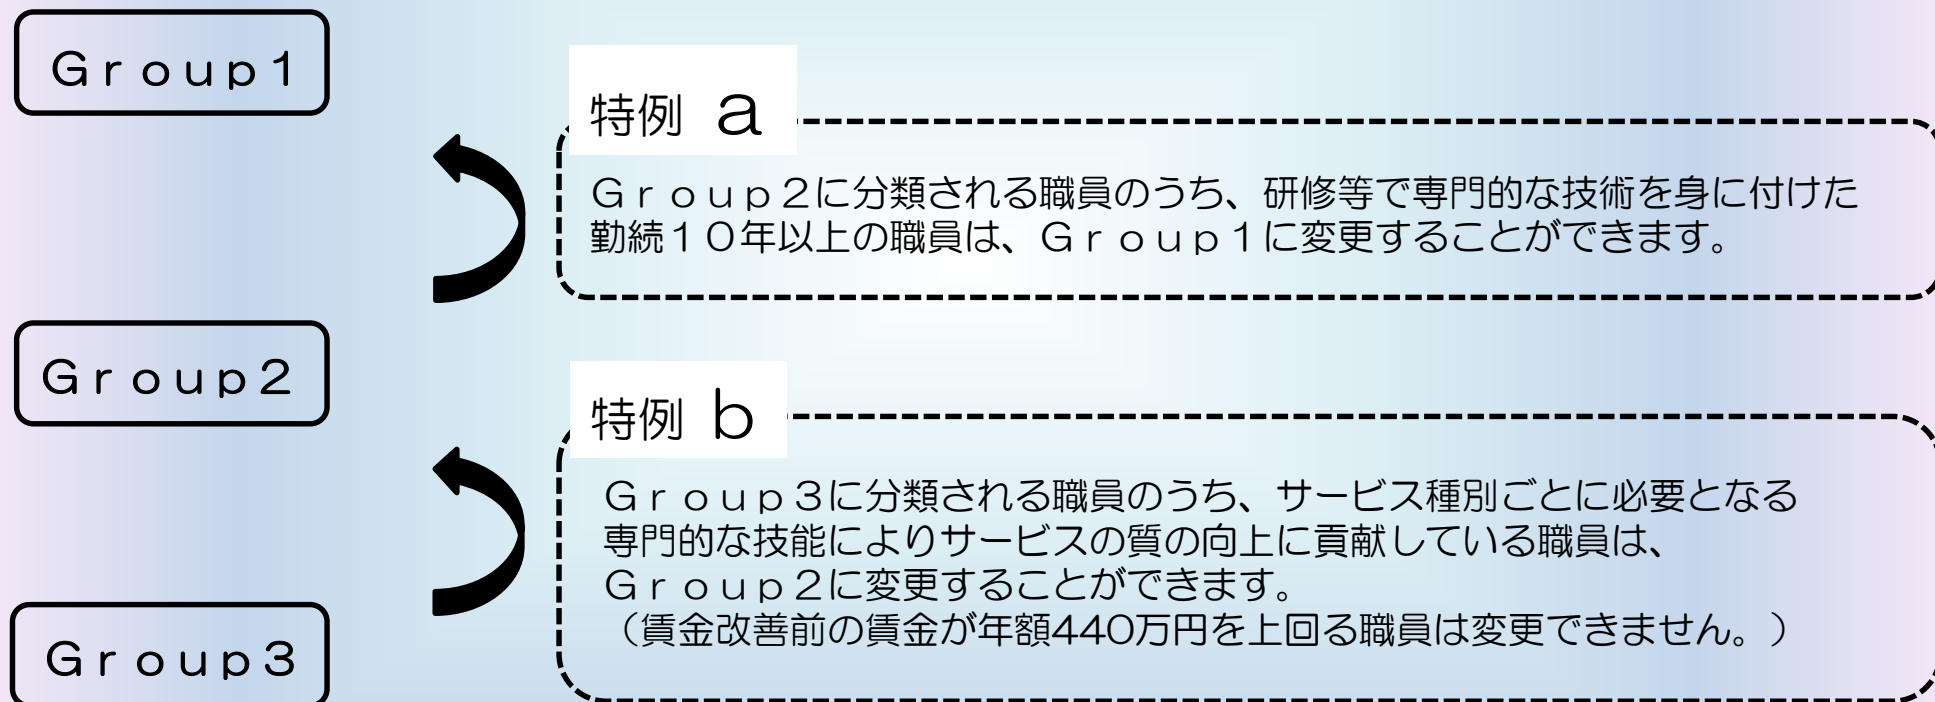 Ｇｒｏｕｐ１
特例 ａ
Ｇｒｏｕｐ２に分類される職員のうち、研修等で専門的な技術を身に付けた
勤続１０年以上の職員は、Ｇｒｏｕｐ１に変更することができます。
Ｇｒｏｕｐ２
特例 ｂ
Ｇｒｏｕｐ３に分類される職員のうち、サービス種別ごとに必要となる
専門的な技能によりサービスの質の向上に貢献している職員は、
Ｇｒｏｕｐ２に変更することができます。
（賃金改善前の賃金が年額440万円を上回る職員は変更できません。）
Ｇｒｏｕｐ３